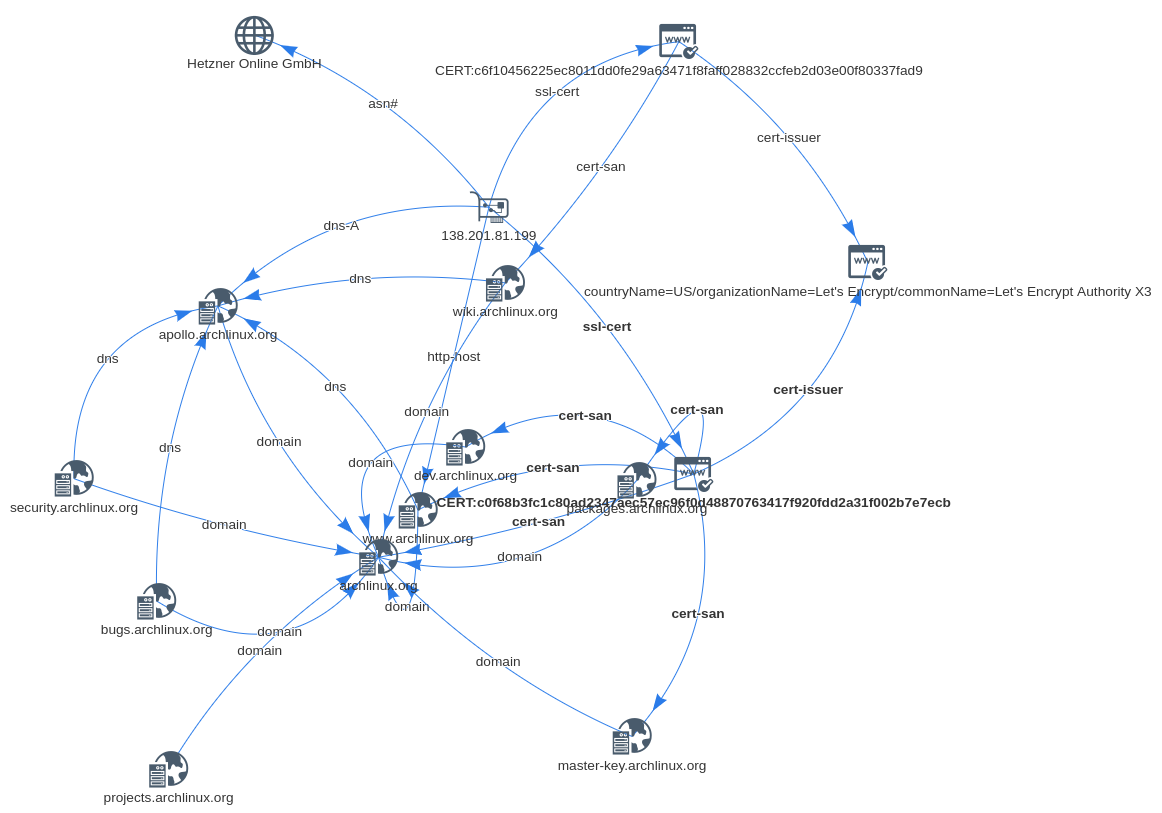 Hetzner Online GmbH
CERT:c6f10456225ec8011dd0fe29a63471f8faff028832ccfeb2d03e00f80337fad9
ssl-cert
asn#
cert-issuer
cert-san
dns-A
138.201.81.199
dns
countryName=US/organizationName=Let's Encrypt/commonName=Let's Encrypt Authority X3
wiki.archlinux.org
apollo.archlinux.org
ssl-cert
dns
http-host
dns
cert-issuer
domain
cert-san
cert-san
domain
dns
domain
cert-san
dev.archlinux.org
CERT:c0f68b3fc1c80ad2347aec57ec96f0d48870763417f920fdd2a31f002b7e7ecb
security.archlinux.org
packages.archlinux.org
domain
cert-san
www.archlinux.org
domain
archlinux.org
domain
cert-san
bugs.archlinux.org
domain
domain
domain
master-key.archlinux.org
projects.archlinux.org